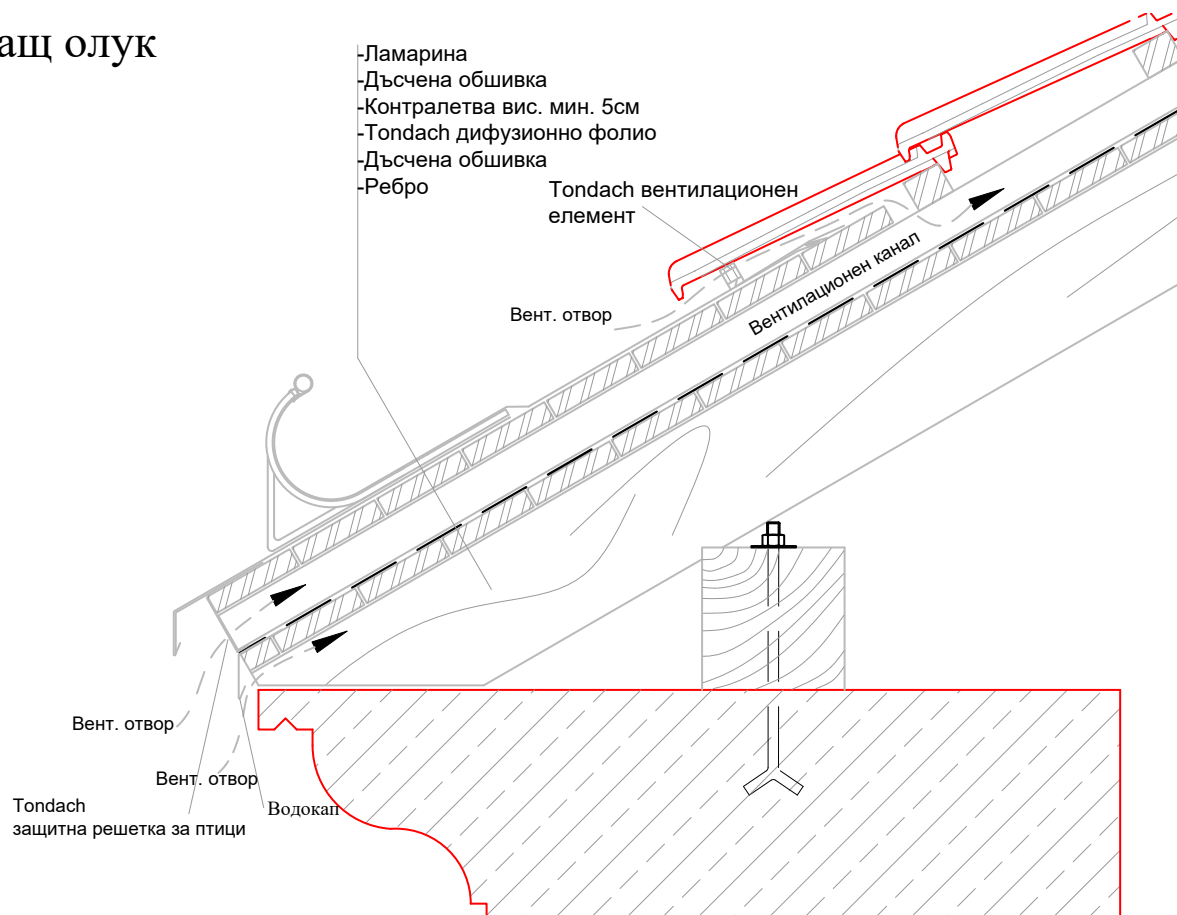 ащ олук
-Ламарина
-Дъсчена обшивка
-Контралетва вис. мин. 5см
-Tondach дифузионно фолио
-Дъсчена обшивка
-Ребро
Tondach вентилационен
елемент
Вент. отвор
Вентилационен канал
Вент. отвор
Вент. отвор
Tondach
защитна решетка за птици
Водокап